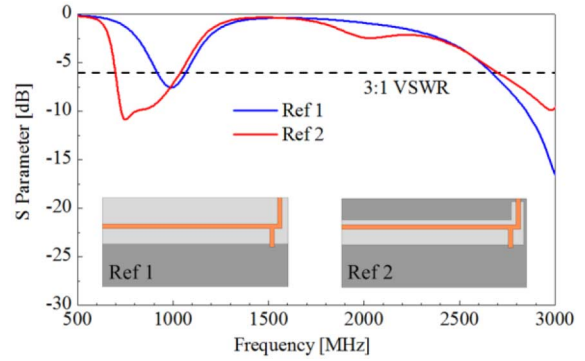 0
-5
-10
-15
-20
-25
-30
S Parameter [dB]
3:1 VSWR
Ref 1
Ref 2
Ref 1
Ref 2
500 1000 1500 2000 2500 3000
Frequency [MHz]